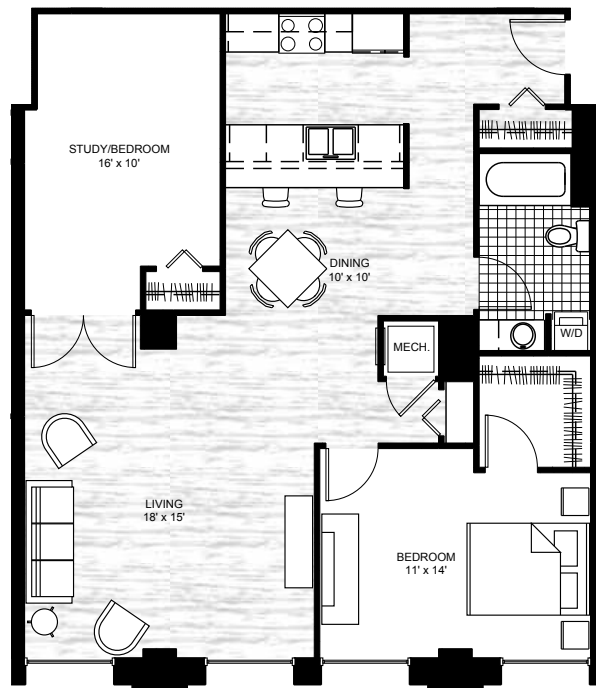 STUDY/BEDROOM
16' x 10'
DINING
10' x 10'
W/D
MECH.
LIVING
18' x 15'
BEDROOM
11' x 14'